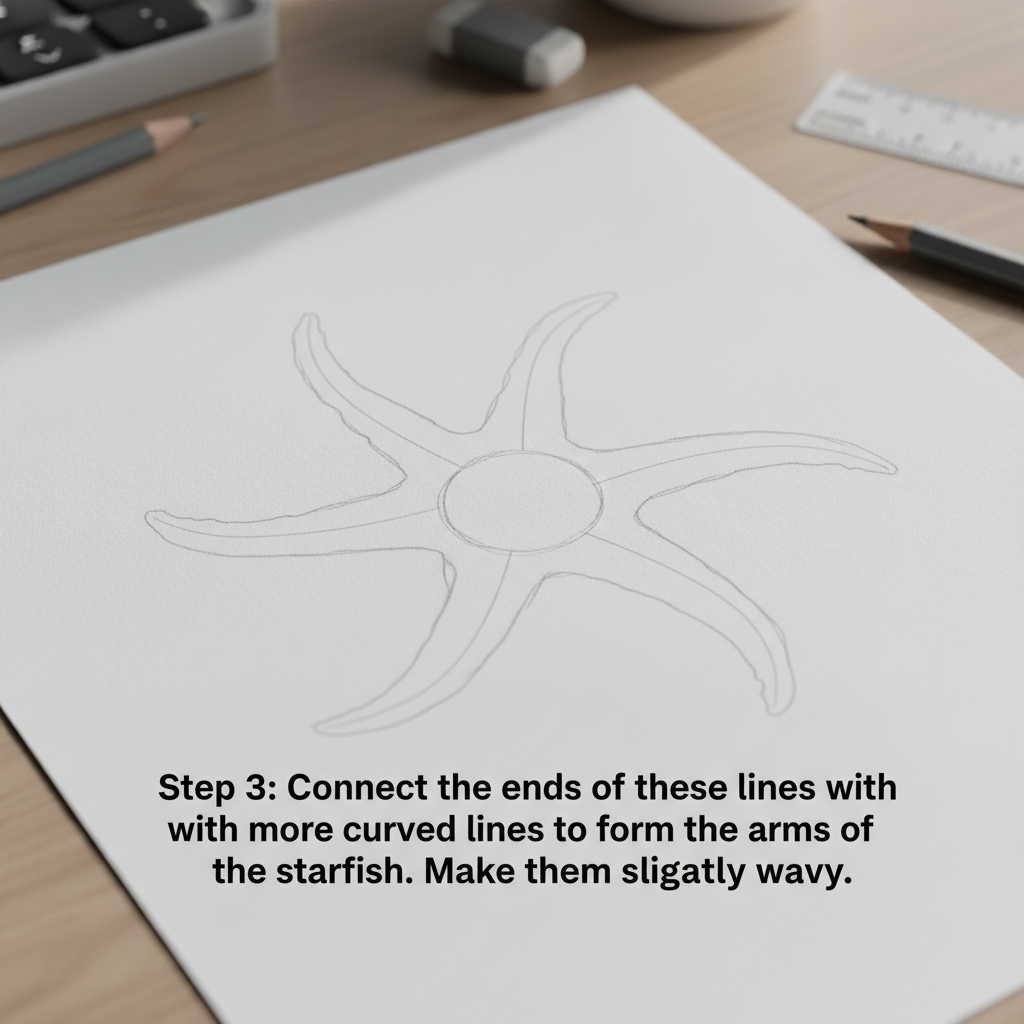 Step 3: Connect the ends of these lines with
with more curved lines to form the arms of
the starfish. Make them sligatly wavy.